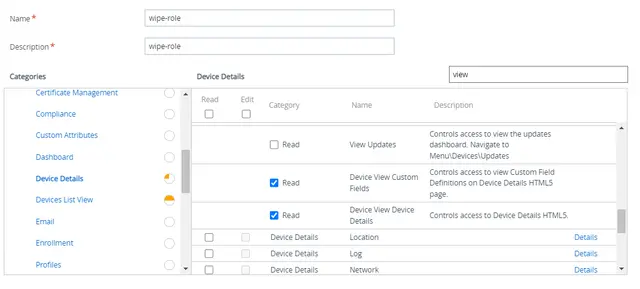 Name *
wipe-role
Description *
wipe-role
Categories
Device Details
view
Certificate Management
Compliance
Custom Attributes
Dashboard
Device Details
Devices List View
Email
Enrollment
Profiles
Read
Edit
Category
Name
Description
Read
View Updates
Controls access to view the updates
dashboard. Navigate to
Menu\Devices\Updates
Read
Device View Custom
Fields
Controls access to view Custom Field
Definitions on Device Details HTML5
page.
Read
Device View Device
Details
Controls access to Device Details HTML5.
Device Details
Location
Details
Device Details
Log
Details
Device Details
Network
Details